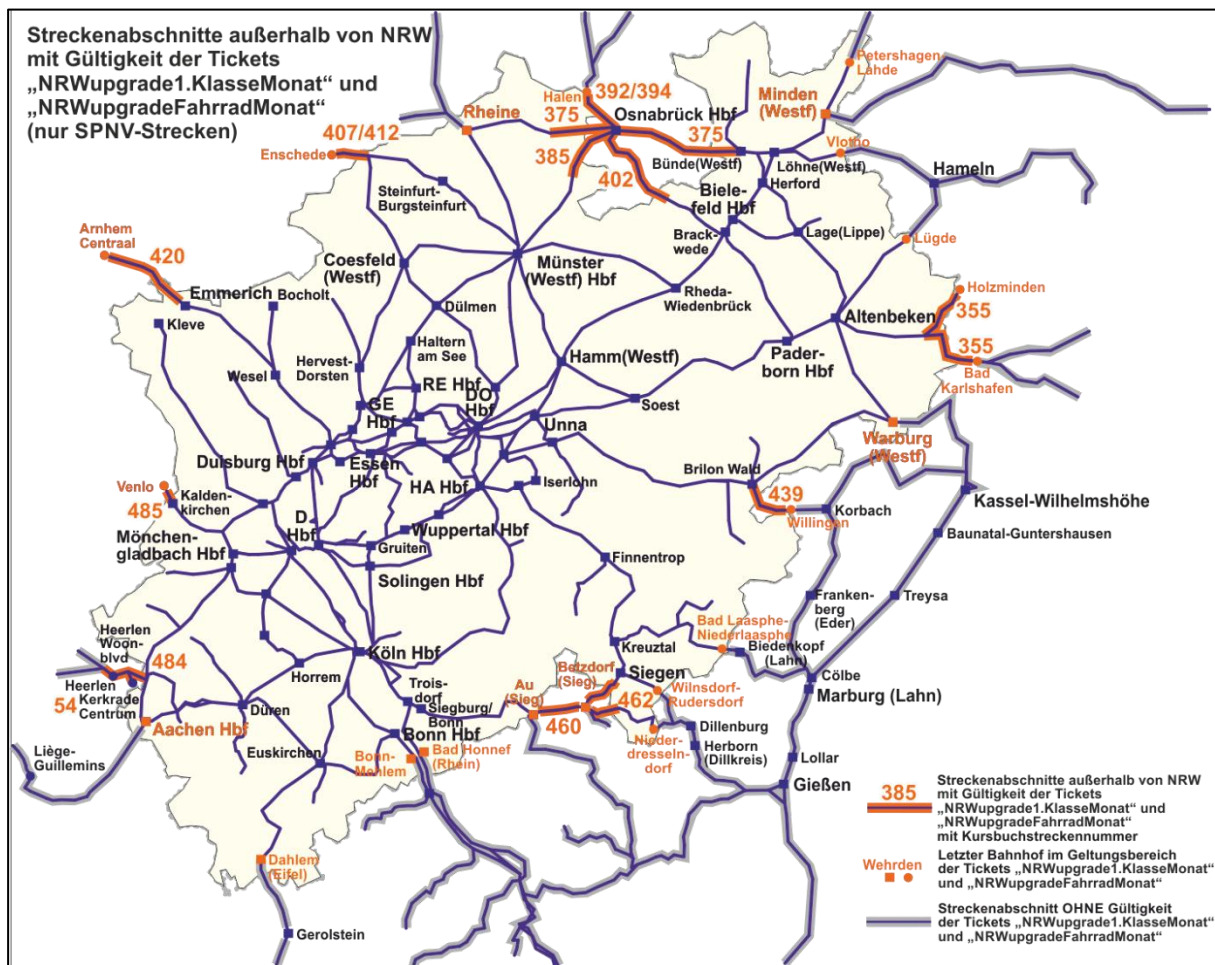 Streckenabschnitte außerhalb von NRW
mit Gültigkeit der Tickets
„NRWupgrade1.KlasseMonat“ und
„NRWupgradeFahrradMonat“
(nur SPNV-Strecken)
Petershagen
Lahde
392/394
Halen
Rheine
375
Osnabrück Hbf
Minden
(Westf)
407/412
375
Enschede
385
Bünde(Westf)
Vlotho
Löhne(Westf)
Hameln
402
Herford
Steinfurt-
Burgsteinfurt
Biele-
feld Hbf
Arnhem
Centraal
Brack-
wede
Lage(Lippe)
Lügde
420
Coesfeld
(Westf)
Münster
(Westf) Hbf
Emmerich
Bocholt
Dülmen
Rheda-
Wiedenbrück
Holzminden
355
Kleve
Altenbeken
Haltern
am See
Hamm(Westf)
Pader-
born Hbf
355
Bad
Karlshafen
Hervest-
Dorsten
Wesel
RE Hbf
DO
Hbf
Soest
GE
Hbf
Unna
Warburg
(Westf)
Duisburg Hbf
Essen
Hbf
Brilon Wald
HA Hbf
Iserlohn
Venlo
Kalden-
kirchen
485
439
Willingen
Korbach
Kassel-Wilhelmshöhe
D-
Hbf
Wuppertal Hbf
Mönchen-
gladbach Hbf
Gruiten
Baunatal-Guntershausen
Finnentrop
Solingen Hbf
Franken-
berg
(Eder)
Treysa
Bad Laasphe-
Niederlaasphe
Heerlen
Woon-
blvd
Kreuztal
Biedenkopf
(Lahn)
484
Köln Hbf
Betzdorf
(Sieg)
Siegen
Cölbe
Horrem
Trois-
dorf
Au
(Sieg)
Wilnsdorf-
Rudersdorf
Marburg (Lahn)
54
Heerlen
Kerkrade
Centrum
462
Düren
Siegburg/
Bonn
460
Dillenburg
Aachen Hbf
Bonn Hbf
Nieder-
dresseln-
dorf
Herborn
(Dillkreis)
Liège-
Guillemins
Euskirchen
Bonn-
Mehlem
Bad Honnef
(Rhein)
Lollar
Gießen
385
Streckenabschnitte außerhalb von NRW
mit Gültigkeit der Tickets
„NRWupgrade1.KlasseMonat“ und
„NRWupgradeFahrradMonat“
mit Kursbuchstreckennummer
Dahlem
(Eifel)
Wehrden
Letzter Bahnhof im Geltungsbereich
der Tickets „NRWupgrade1.KlasseMonat“
und „NRWupgradeFahrradMonat“
Streckenabschnitt OHNE Gültigkeit
der Tickets „NRWupgrade1.KlasseMonat“
und „NRWupgradeFahrradMonat“
Gerolstein